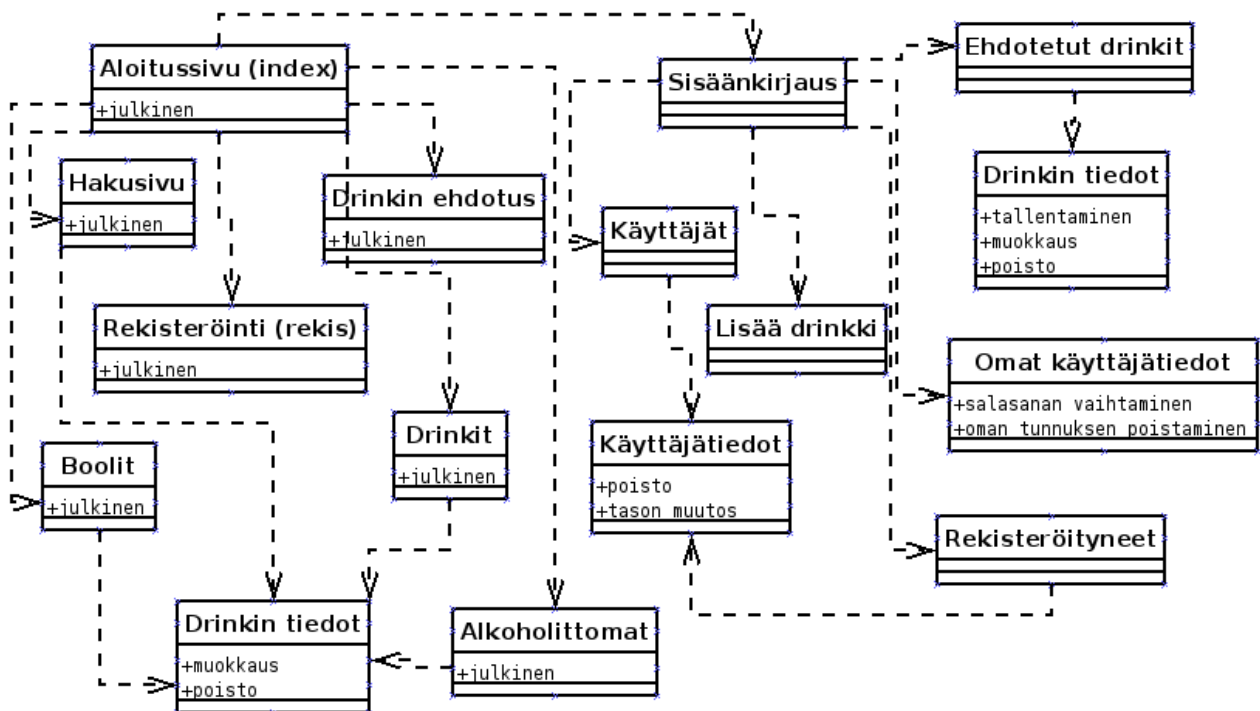 Aloitussivu (index)
+julkinen
Sisäänkirjaus
Ehdotetut drinkit
Drinkin tiedot
+tallentaminen
+muokkaus
+poisto
Hakusivu
+julkinen
Drinkin ehdotus
+julkinen
Käyttäjät
Rekisteröinti (rekis)
+julkinen
Lisää drinkki
Omat käyttäjätiedot
+salasanan vaihtaminen
+oman tunnuksen poistaminen
Drinkit
+julkinen
Käyttäjätiedot
+poisto
+tason muutos
Boolit
+julkinen
Rekisteröityneet
Drinkin tiedot
+muokkaus
+poisto
Alkoholittomat
+julkinen